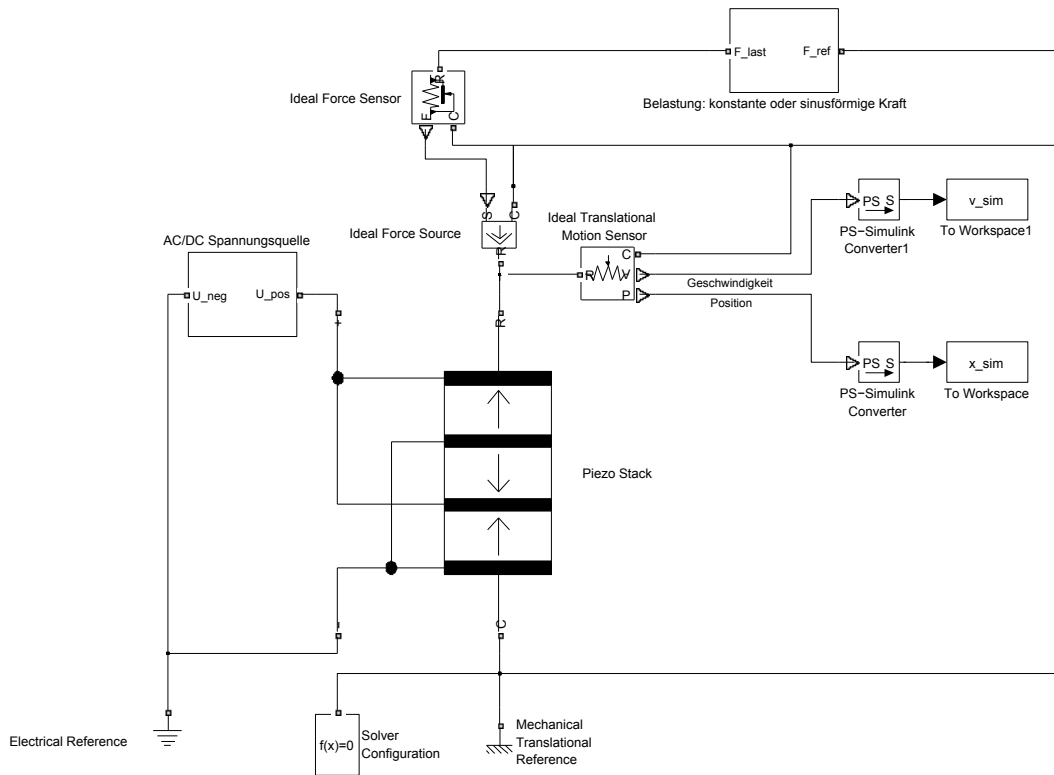 F_last
F_ref
Belastung: konstante oder sinusförmige Kraft
R
Ideal Force Sensor
F
C
S
C
Ideal Force Source
R
Ideal Translational
Motion Sensor
C
R
V
P
Geschwindigkeit
Position
PS S
PS−Simulink
Converter1
v_sim
To Workspace1
AC/DC Spannungsquelle
U_neg
U_pos
+
R
PS S
PS−Simulink
Converter
x_sim
To Workspace
Piezo Stack
-
C
Electrical Reference
f(x)=0
Solver
Configuration
Mechanical
Translational
Reference